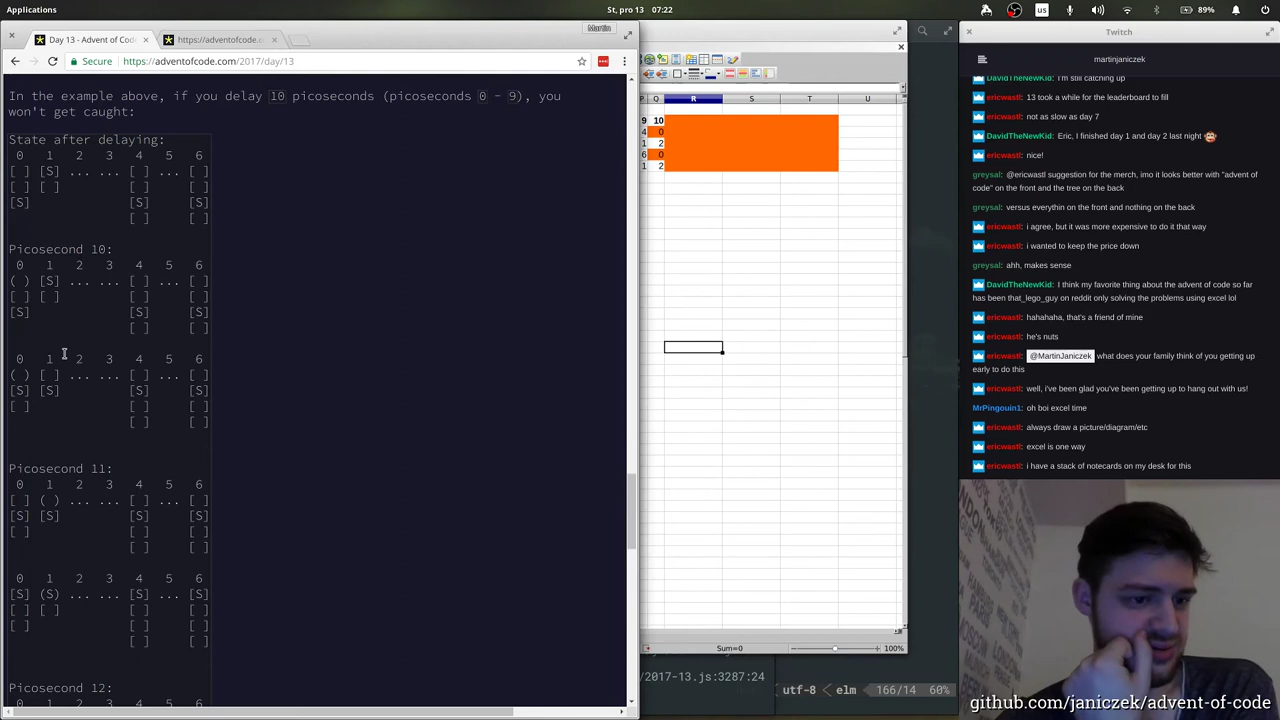 Applications
St, pro 13   07:22
us
89%
Martin
Day 13 - Advent of Cod
https://adventofcode.com/2
Secure
https://adventofcode.com/2017/day/13
won't get caught:
State after delaying:
0 1 2 3 4 5 6
[ ] [S] ... ... [ ] ... [ ]
[ ] [ ] [ ] [ ]
[S] [S] [S]
[ ] [ ]
Picosecond 10:
0 1 2 3 4 5 6
( ) [S] ... ... [ ] ... [ ]
[ ] [ ] [ ] [ ]
[S] [S] [S]
[ ] [ ]
0 1 2 3 4 5 6
Picosecond 11:
0 1 2 3 4 5 6
[ ] ( ) ... ... [ ] ... [ ]
[S] [S] [S] [S]
[ ] [ ] [ ]
[ ] [ ]
0 1 2 3 4 5 6
[S] (S) ... ... [S] ... [S]
[ ] [ ] [ ] [ ]
[ ] [ ] [ ]
[ ] [ ]
Picosecond 12:
P Q R S T U
9 10
4 0
1 2
6 0
1 2
Sum=0
100%
/2017-13.js:3287:24
utf-8 < elm 166/14 60%
Twitch
martinjaniczek
DavidTheNewKid: I'm still catching up
ericwastl: 13 took a while for the leaderboard to fill
ericwastl: not as slow as day 7
DavidTheNewKid: Eric, I finished day 1 and day 2 last night
ericwastl: nice!
greysal: @ericwastl suggestion for the merch, imo it looks better with "advent of
code" on the front and the tree on the back
greysal: versus everythin on the front and nothing on the back
ericwastl: i agree, but it was more expensive to do it that way
ericwastl: i wanted to keep the price down
greysal: ahh, makes sense
DavidTheNewKid: I think my favorite thing about the advent of code so far
has been that_lego_guy on reddit only solving the problems using excel lol
ericwastl: hahahaha, that's a friend of mine
ericwastl: he's nuts
ericwastl: @MartinJaniczek what does your family think of you getting up
early to do this
ericwastl: well, i've been glad you've been getting up to hang out with us!
MrPingouin1: oh boi excel time
ericwastl: always draw a picture/diagram/etc
ericwastl: excel is one way
ericwastl: i have a stack of notecards on my desk for this
github.com/janiczek/advent-of-code